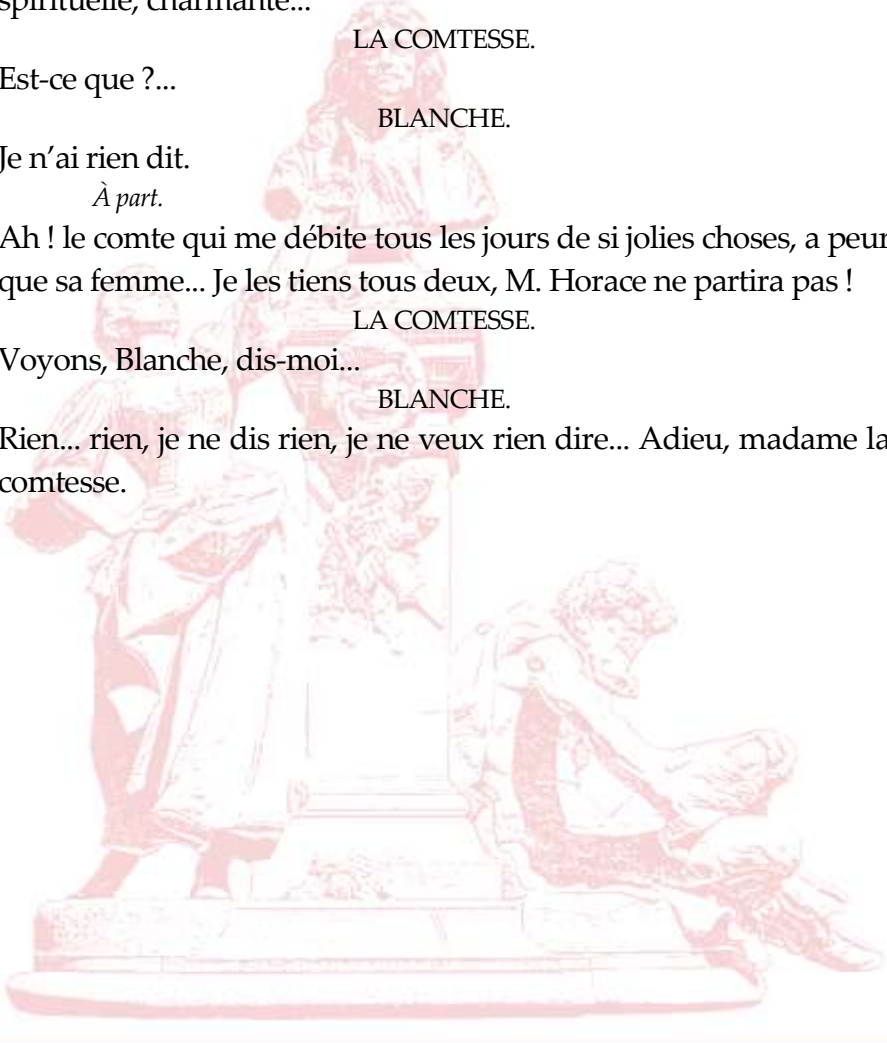 spirituelle, charmante...
LA COMTESSE.
Est-ce que ?...
BLANCHE.
Je n’ai rien dit.
À part.
Ah ! le comte qui me débite tous les jours de si jolies choses, a peur
que sa femme... Je les tiens tous deux, M. Horace ne partira pas !
LA COMTESSE.
Voyons, Blanche, dis-moi...
BLANCHE.
Rien... rien, je ne dis rien, je ne veux rien dire... Adieu, madame la
comtesse.